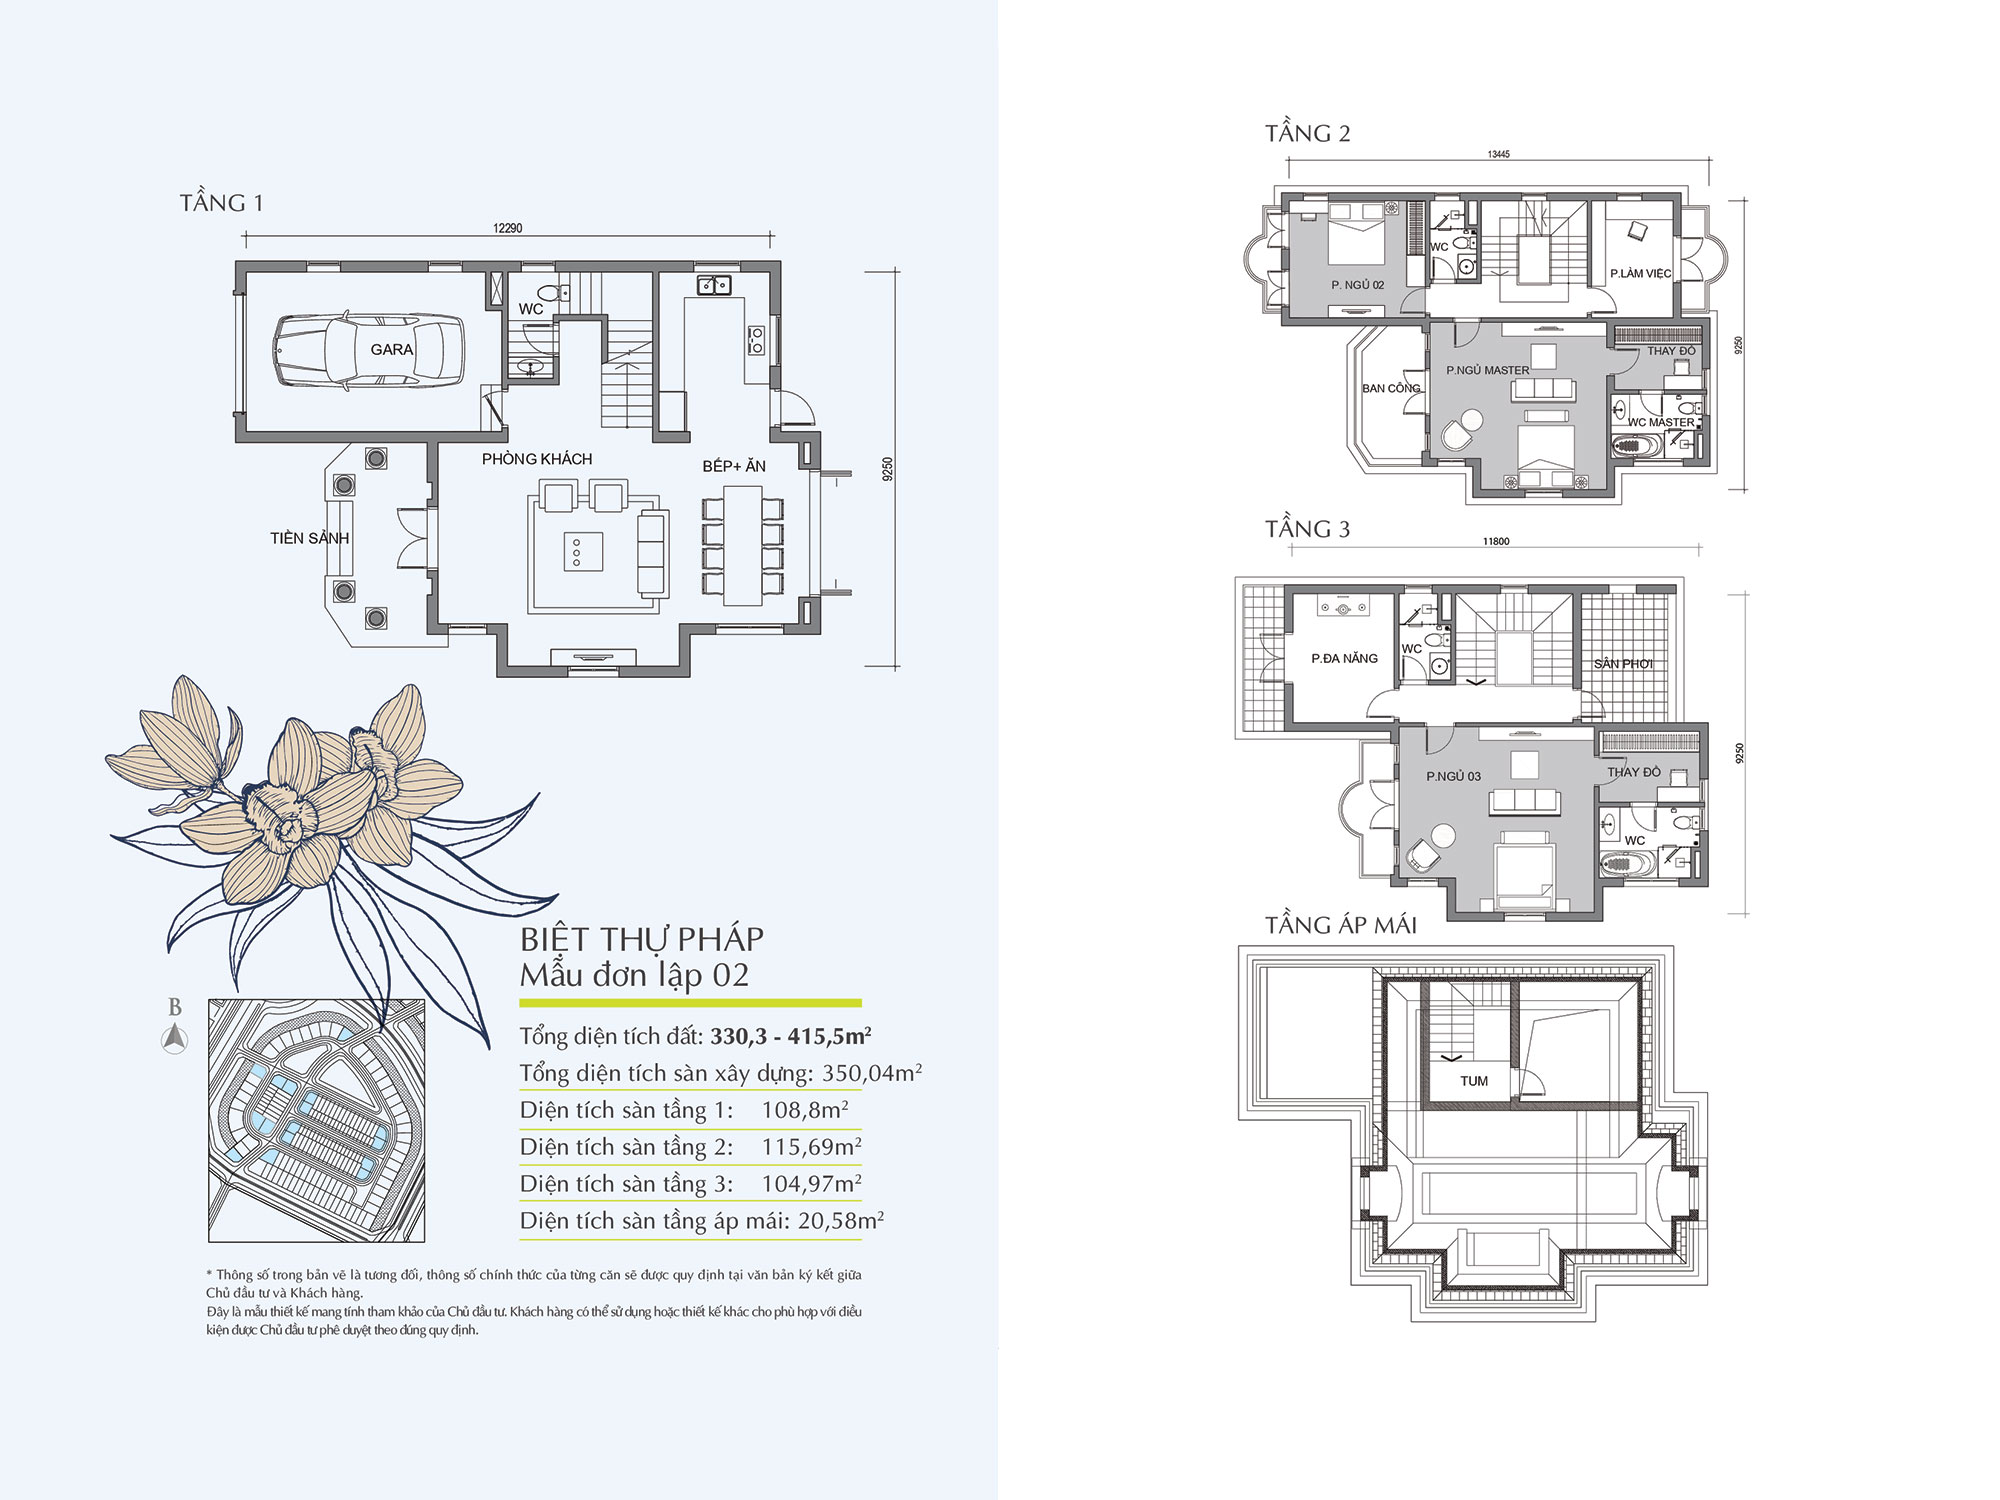 TẦNG 1
12290
WC
GARA
PHÒNG KHÁCH
BẾP+ ĂN
9250
TIỀN SẢNH
BIỆT THỰ PHÁP
Mẫu đơn lập 02
B
Tổng diện tích đất: 330,3 - 415,5m²
Tổng diện tích sàn xây dựng: 350,04m²
Diện tích sàn tầng 1: 108,8m²
Diện tích sàn tầng 2: 115,69m²
Diện tích sàn tầng 3: 104,97m²
Diện tích sàn tầng áp mái: 20,58m²
* Thông số trong bản vẽ là tương đối, thông số chính thức của từng căn sẽ được quy định tại văn bản ký kết giữa
Chủ đầu tư và Khách hàng.
Đây là mẫu thiết kế mang tính tham khảo của Chủ đầu tư. Khách hàng có thể sử dụng hoặc thiết kế khác cho phù hợp với điều
kiện được Chủ đầu tư phê duyệt theo đúng quy định.
TẦNG 2
13445
WC
P.LÀM VIỆC
P. NGỦ 02
9250
THAY ĐỒ
P.NGỦ MASTER
BAN CÔNG
WC MASTER
TẦNG 3
11800
WC
P.ĐA NĂNG
SÂN PHƠI
9250
P.NGỦ 03
THAY ĐỒ
WC
TẦNG ÁP MÁI
TUM